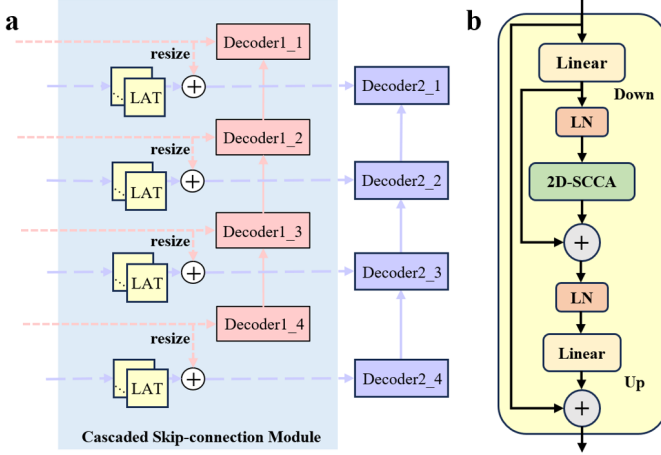 a
Decoder1_1
resize
LAT
Decoder2_1
Decoder1_2
resize
LAT
Decoder2_2
Decoder1_3
resize
LAT
Decoder2_3
Decoder1_4
resize
LAT
Decoder2_4
Cascaded Skip-connection Module
b
Linear
Down
LN
2D-SCCA
+
LN
Linear
Up
+